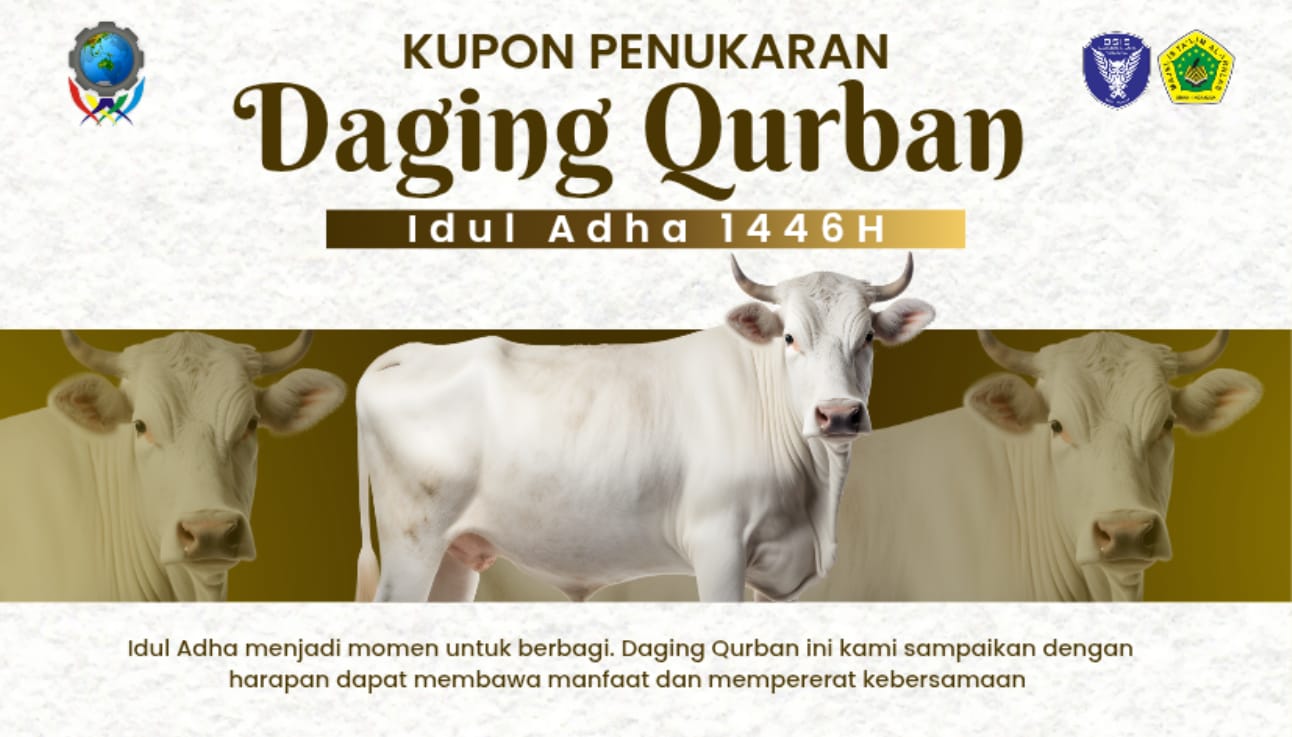 KUPON PENUKARAN
Daging Qurban
Idul Adha 1446H
Idul Adha menjadi momen untuk berbagi. Daging Qurban ini kami sampaikan dengan
harapan dapat membawa manfaat dan mempererat kebersamaan